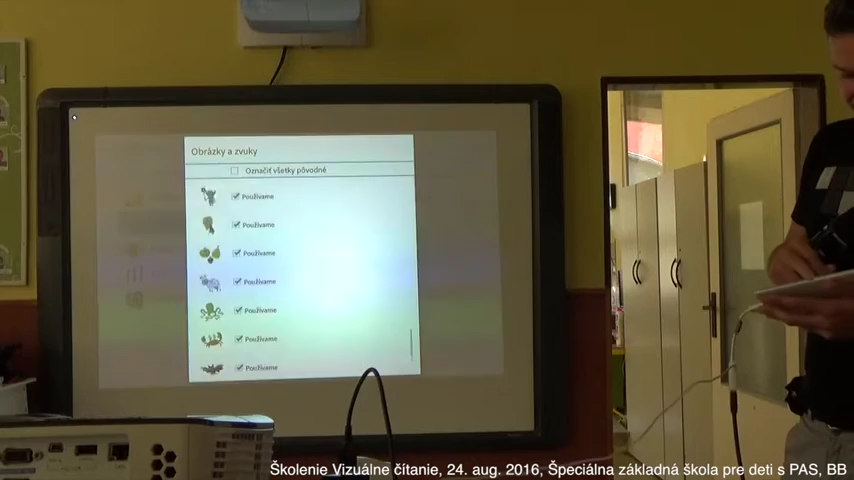 Obrázky a zvuky
Označiť všetky pôvodné
Používame
Používame
Používame
Používame
Používame
Používame
Používame
Školenie Vizuálne čítanie, 24. aug. 2016, Špeciálna základná škola pre deti s PAS, BB